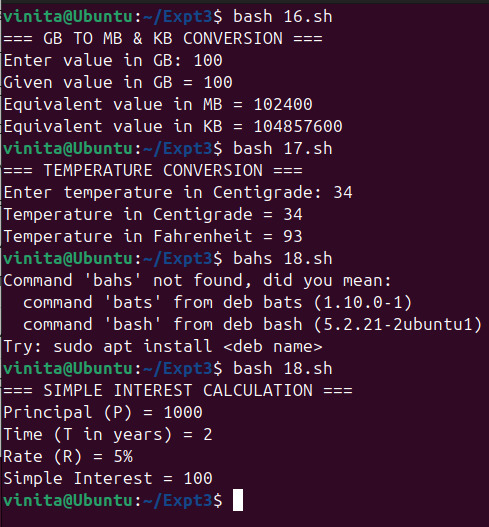 vinita@Ubuntu:~/Expt3$ bash 16.sh
=== GB TO MB & KB CONVERSION ===
Enter value in GB: 100
Given value in GB = 100
Equivalent value in MB = 102400
Equivalent value in KB = 104857600
vinita@Ubuntu:~/Expt3$ bash 17.sh
=== TEMPERATURE CONVERSION ===
Enter temperature in Centigrade: 34
Temperature in Centigrade = 34
Temperature in Fahrenheit = 93
vinita@Ubuntu:~/Expt3$ bahs 18.sh
Command 'bahs' not found, did you mean:
  command 'bats' from deb bats (1.10.0-1)
  command 'bash' from deb bash (5.2.21-2ubuntu1)
Try: sudo apt install <deb name>
vinita@Ubuntu:~/Expt3$ bash 18.sh
=== SIMPLE INTEREST CALCULATION ===
Principal (P) = 1000
Time (T in years) = 2
Rate (R) = 5%
Simple Interest = 100
vinita@Ubuntu:~/Expt3$